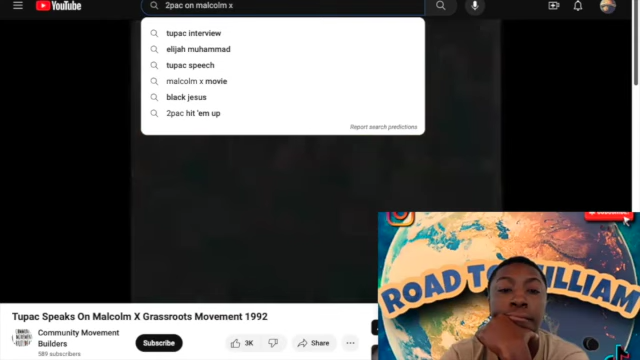 YouTube
2pac on malcolm x
tupac interview
elijah muhammad
tupac speech
malcolm x movie
black jesus
2pac hit 'em up
Report search predictions
ROAD TO
ILLIAM
Tupac Speaks On Malcolm X Grassroots Movement 1992
Community Movement
Builders
589 subscribers
Subscribe
3K
Share